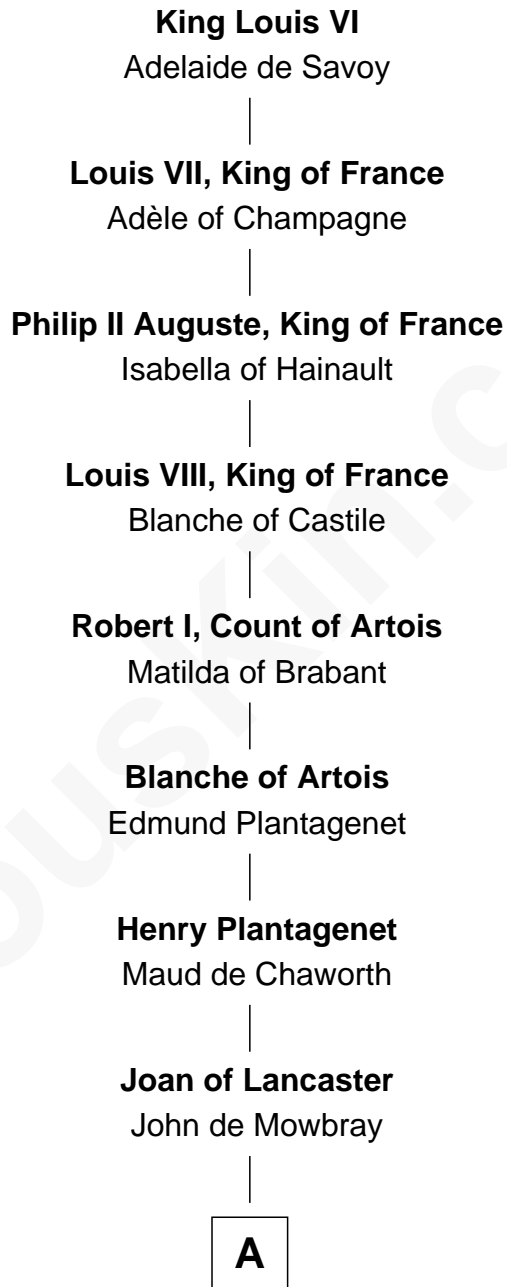 King Louis VI
Adelaide de Savoy
Louis VII, King of France
Adèle of Champagne
Philip II Auguste, King of France
Isabella of Hainault
Louis VIII, King of France
Blanche of Castile
Robert I, Count of Artois
Matilda of Brabant
Blanche of Artois
Edmund Plantagenet
Henry Plantagenet
Maud de Chaworth
Joan of Lancaster
John de Mowbray
A